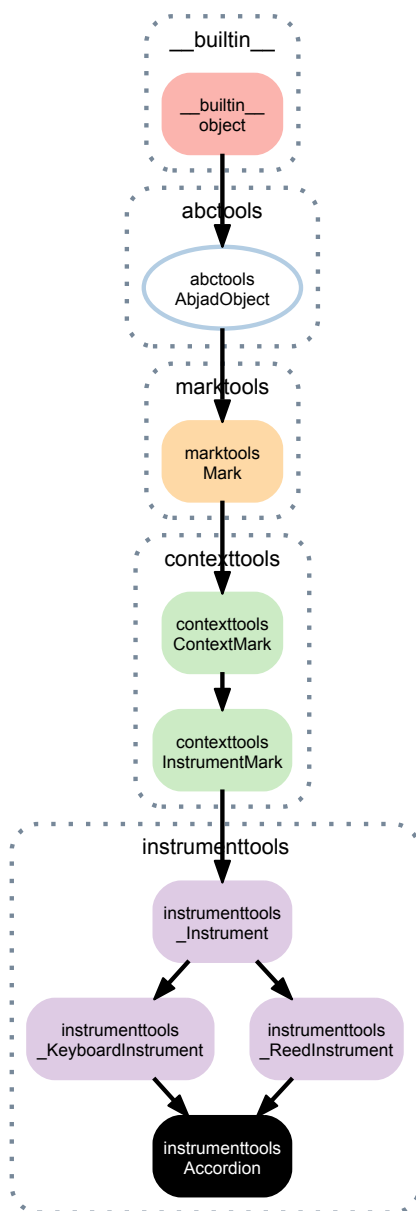 __builtin__
__builtin__
object
abctools
abctools
AbjadObject
marktools
marktools
Mark
contexttools
contexttools
ContextMark
contexttools
InstrumentMark
instrumenttools
instrumenttools
_Instrument
instrumenttools
_KeyboardInstrument
instrumenttools
_ReedInstrument
instrumenttools
Accordion